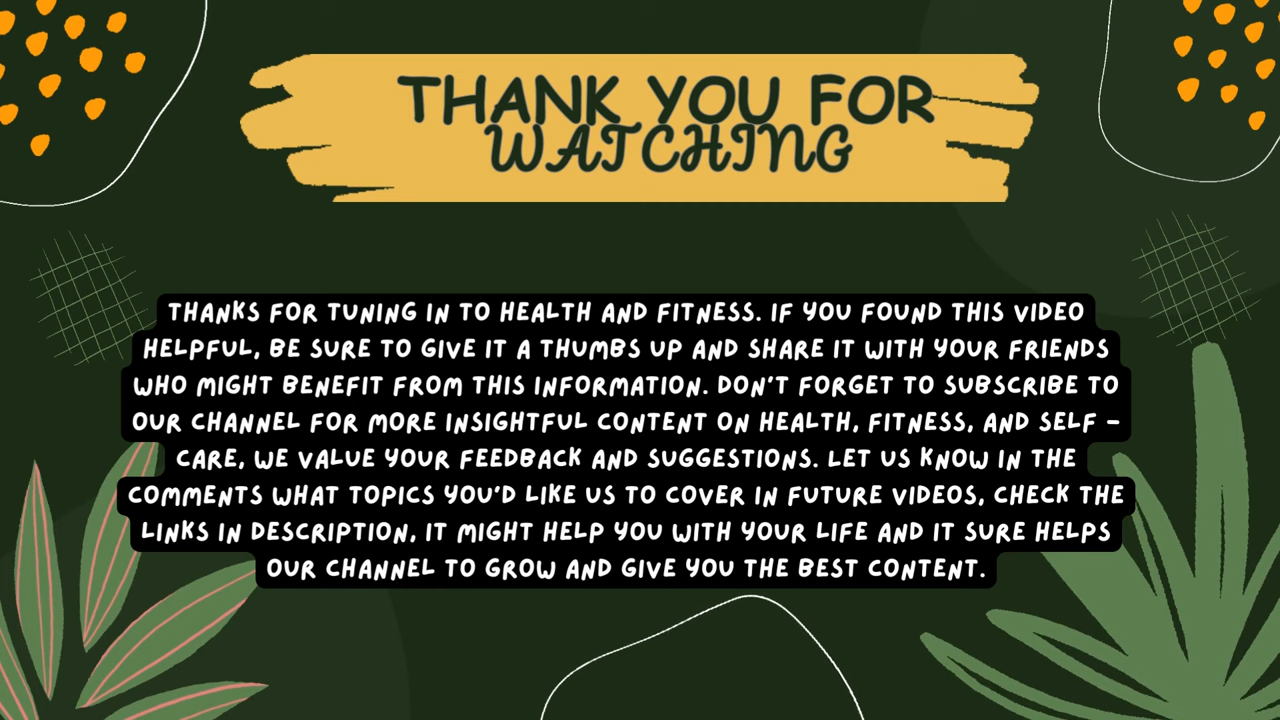 THANK YOU FOR
WATCHING
THANKS FOR TUNING IN TO HEALTH AND FITNESS. IF YOU FOUND THIS VIDEO
HELPFUL, BE SURE TO GIVE IT A THUMBS UP AND SHARE IT WITH YOUR FRIENDS
WHO MIGHT BENEFIT FROM THIS INFORMATION. DON'T FORGET TO SUBSCRIBE TO
OUR CHANNEL FOR MORE INSIGHTFUL CONTENT ON HEALTH, FITNESS, AND SELF -
CARE, WE VALUE YOUR FEEDBACK AND SUGGESTIONS. LET US KNOW IN THE
COMMENTS WHAT TOPICS YOU'D LIKE US TO COVER IN FUTURE VIDEOS, CHECK THE
LINKS IN DESCRIPTION, IT MIGHT HELP YOU WITH YOUR LIFE AND IT SURE HELPS
OUR CHANNEL TO GROW AND GIVE YOU THE BEST CONTENT.